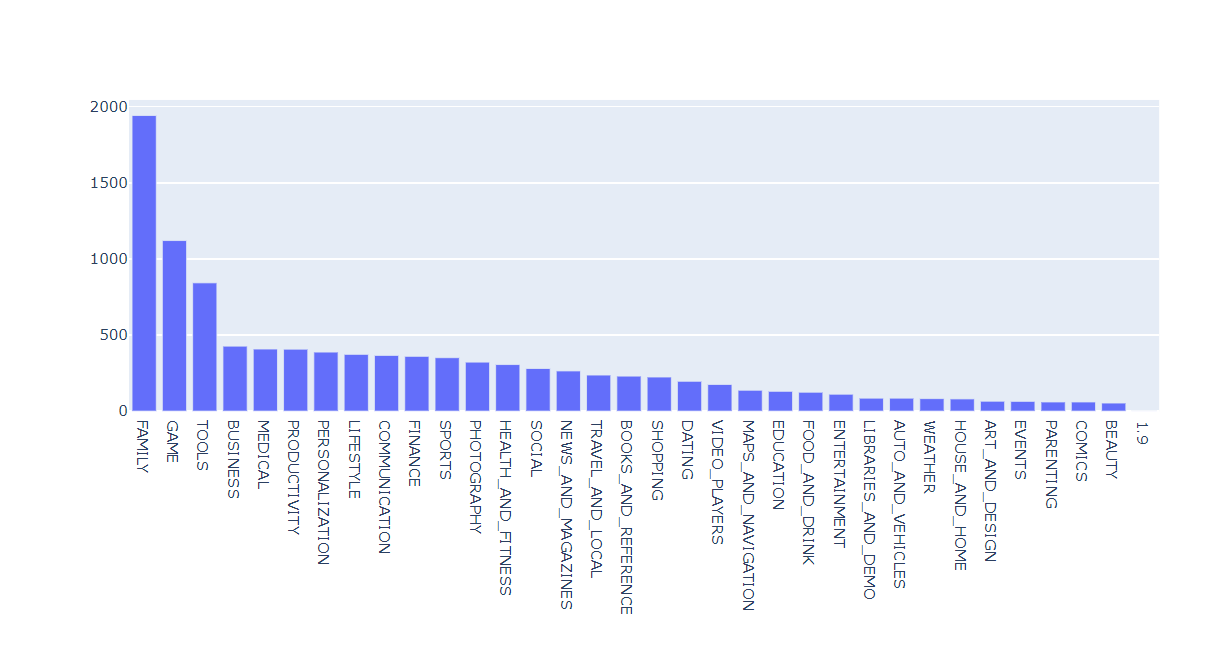 2000
1500
1000
500
0
FAMILY
GAME
TOOLS
BUSINESS
MEDICAL
PRODUCTIVITY
PERSONALIZATION
LIFESTYLE
COMMUNICATION
FINANCE
SPORTS
PHOTOGRAPHY
HEALTH_AND_FITNESS
SOCIAL
NEWS_AND_MAGAZINES
TRAVEL_AND_LOCAL
BOOKS_AND_REFERENCE
SHOPPING
DATING
VIDEO_PLAYERS
MAPS_AND_NAVIGATION
EDUCATION
FOOD_AND_DRINK
ENTERTAINMENT
LIBRARIES_AND_DEMO
AUTO_AND_VEHICLES
WEATHER
HOUSE_AND_HOME
ART_AND_DESIGN
EVENTS
PARENTING
COMICS
BEAUTY
1.9